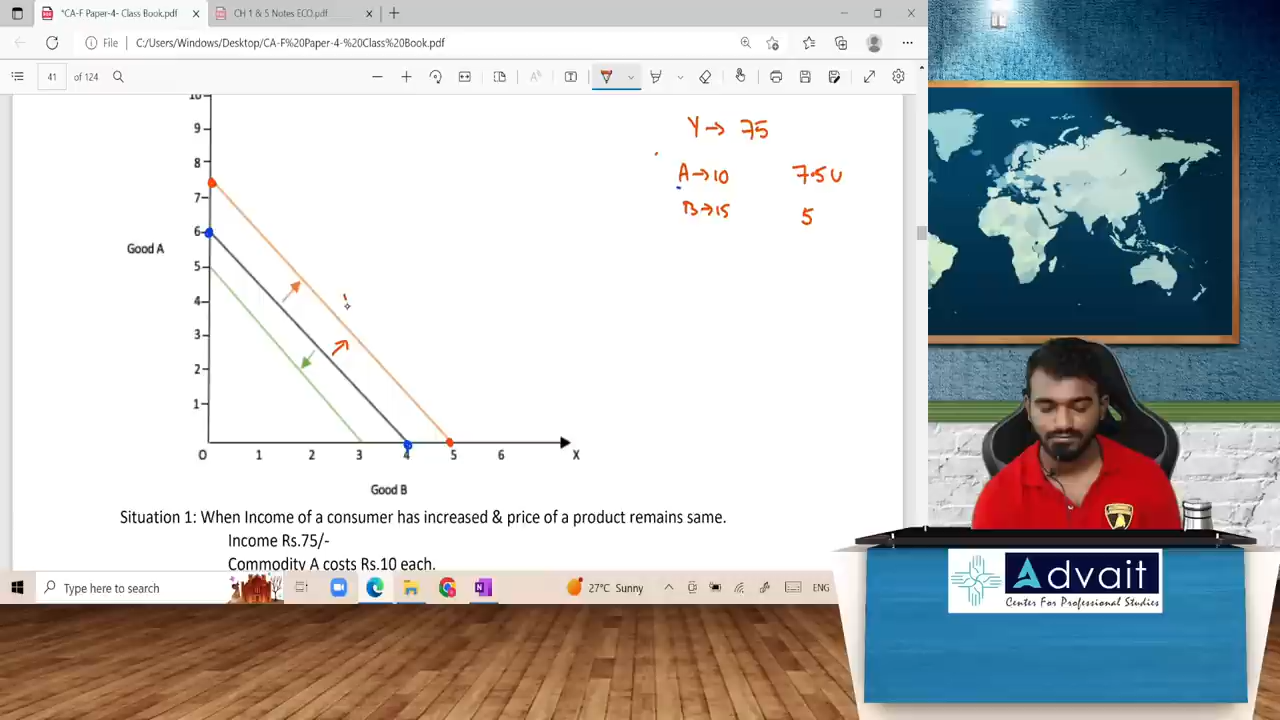 *CA-F Paper-4- Class Book.pdf
CH 1 & 5 Notes ECO.pdf
File
C:/Users/Windows/Desktop/CA-F%20Paper-4-%20Class%20Book.pdf
41 of 124
10
9
8
7
6
5
4
3
2
1
Good A
O 1 2 3 4 5 6 X
Good B
Y → 75
A → 10 7.5 U
B → 15 5
Situation 1: When Income of a consumer has increased & price of a product remains same.
Income Rs.75/-
Commodity A costs Rs.10 each.
Type here to search
27°C Sunny
ENG
Advait
Center For Professional Studies